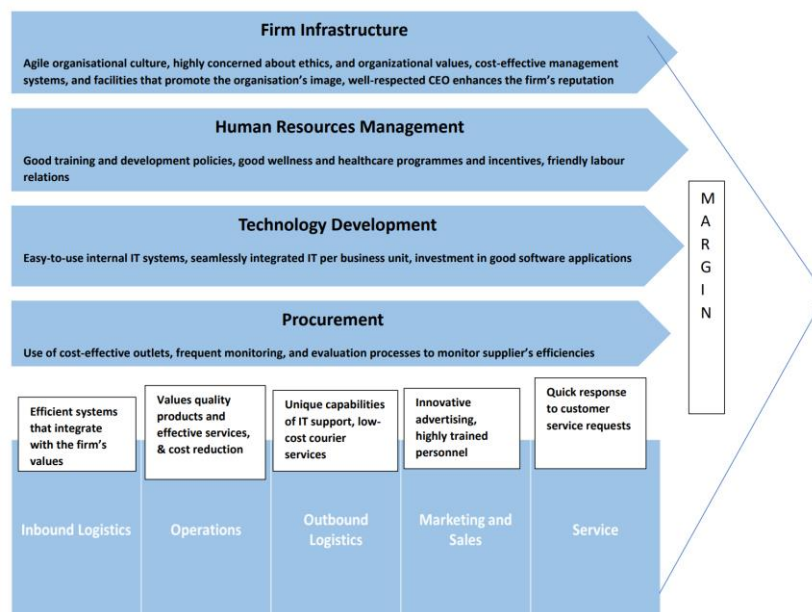 Firm Infrastructure
Agile organisational culture, highly concerned about ethics, and organizational values, cost-effective management
systems, and facilities that promote the organisation's image, well-respected CEO enhances the firm's reputation
Human Resources Management
Good training and development policies, good wellness and healthcare programmes and incentives, friendly labour
relations
Technology Development
Easy-to-use internal IT systems, seamlessly integrated IT per business unit, investment in good software applications
Procurement
Use of cost-effective outlets, frequent monitoring, and evaluation processes to monitor supplier's efficiencies
M
A
R
G
I
N
Efficient systems
that integrate
with the firm's
values
Values quality
products and
effective services,
& cost reduction
Unique capabilities
of IT support, low-
cost courier
services
Innovative
advertising,
highly trained
personnel
Quick response
to customer
service requests
Inbound Logistics
Operations
Outbound
Logistics
Marketing and
Sales
Service